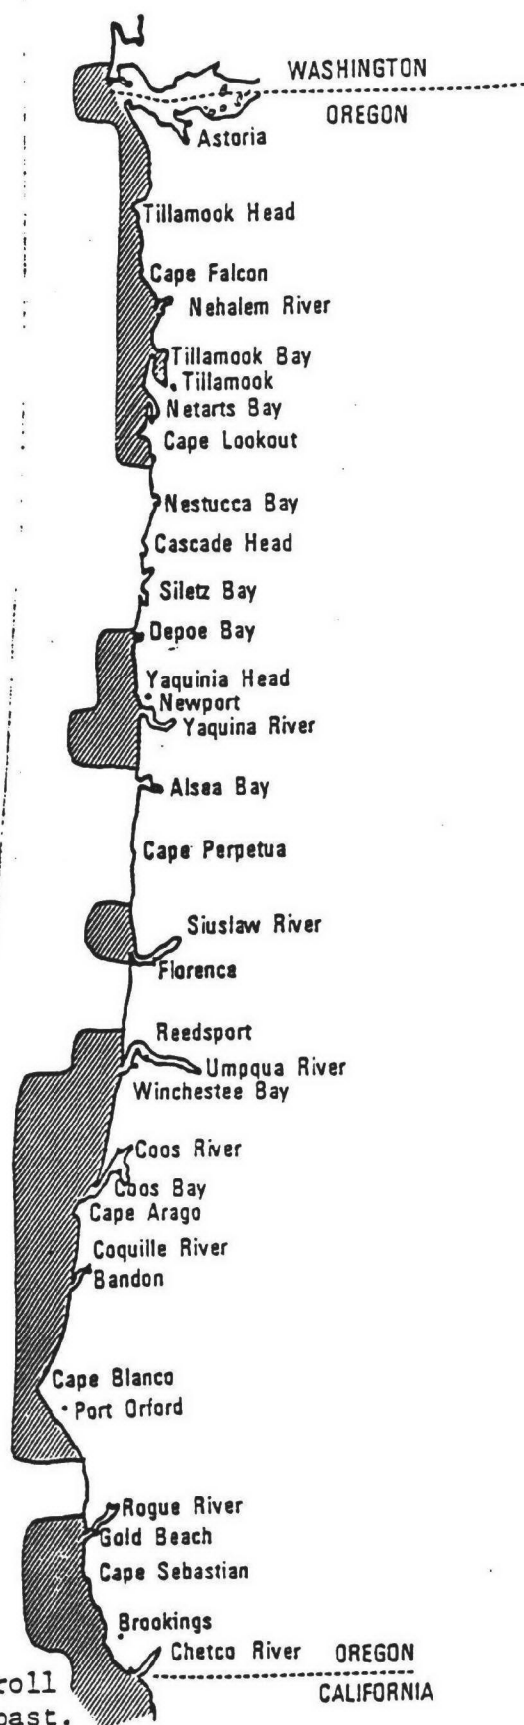 WASHINGTON
OREGON
Astoria
Tillamook Head
Cape Falcon
Nehalem River
Tillamook Bay
Tillamook
Netarts Bay
Cape Lookout
Nestucca Bay
Cascade Head
Siletz Bay
Depoe Bay
Yaquinia Head
Newport
Yaquina River
Alsea Bay
Cape Perpetua
Siuslaw River
Florence
Reedsport
Umpqua River
Winchestee Bay
Coos River
Coos Bay
Cape Arago
Coquille River
Bandon
Cape Blanco
Port Orford
Rogue River
Gold Beach
Cape Sebastian
Brookings
Chetco River OREGON
CALIFORNIA
roll
oast.